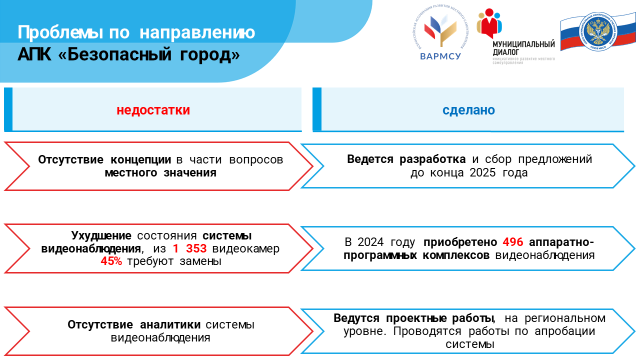 Проблемы по направлению
АПК «Безопасный город»
ВАРМСУ
МУНИЦИПАЛЬНЫЙ
ДИАЛОГ
недостатки
сделано
Отсутствие концепции в части вопросов
местного значения
Ведется разработка и сбор предложений
до конца 2025 года
Ухудшение состояния системы
видеонаблюдения, из 1 353 видеокамер
45% требуют замены
В 2024 году приобретено 496 аппаратно-
программных комплексов видеонаблюдения
Отсутствие аналитики системы
видеонаблюдения
Ведутся проектные работы, на региональном
уровне. Проводятся работы по апробации
системы